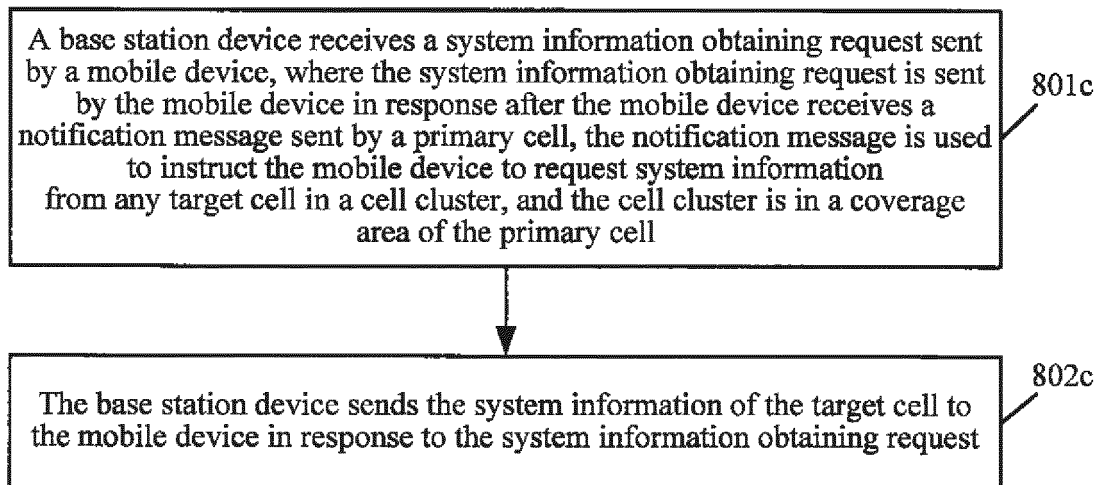 A base station device receives a system information obtaining request sent
by a mobile device, where the system information obtaining request is sent
by the mobile device in response after the mobile device receives a
notification message sent by a primary cell, the notification message is used
to instruct the mobile device to request system information
from any target cell in a cell cluster, and the cell cluster is in a coverage
area of the primary cell
801c
The base station device sends the system information of the target cell to
the mobile device in response to the system information obtaining request
802c